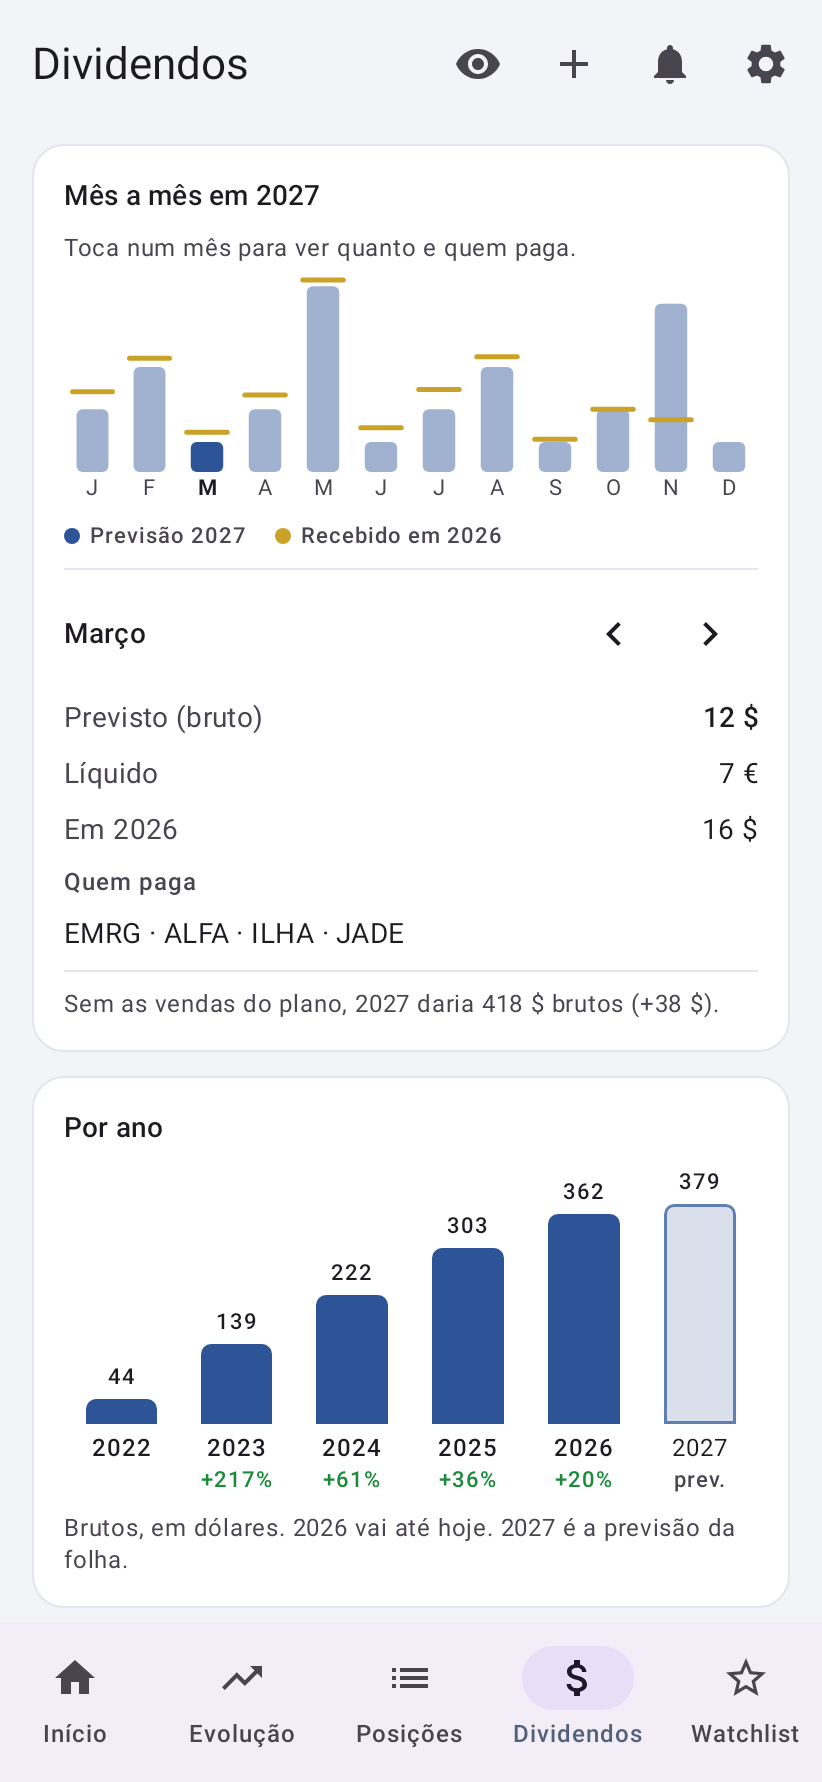 Dividendos
Mês a mês em 2027
Toca num mês para ver quanto e quem paga.
J F M A M J J A S O N D
Previsão 2027 Recebido em 2026
Março
Previsto (bruto) 12 $
Líquido 7 €
Em 2026 16 $
Quem paga
EMRG · ALFA · ILHA · JADE
Sem as vendas do plano, 2027 daria 418 $ brutos (+38 $).
Por ano
44 139 222 303 362 379
2022 2023 2024 2025 2026 2027
+217% +61% +36% +20% prev.
Brutos, em dólares. 2026 vai até hoje. 2027 é a previsão da
folha.
Início Evolução Posições Dividendos Watchlist